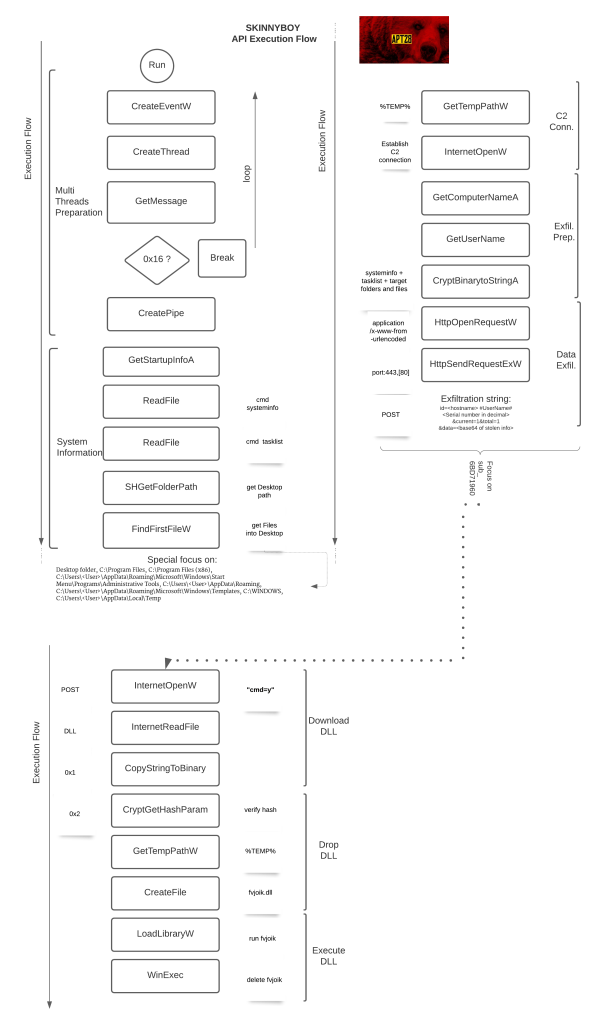 SKINNYBOY
API Execution Flow
APT28
Execution Flow
Run
CreateEventW
CreateThread
Multi
Threads
Preparation
GetMessage
loop
0x16 ?
Break
CreatePipe
GetStartupInfoA
ReadFile
cmd
systeminfo
System
Information
ReadFile
cmd tasklist
SHGetFolderPath
get Desktop
path
FindFirstFileW
get Files
into Desktop
Special focus on:
Desktop folder, C:\Program Files, C:\Program Files (x86),
C:\Users\<User>\AppData\Roaming\Microsoft\Windows\Start
Menu\Programs\Administrative Tools, C:\Users\<User>\AppData\Roaming,
C:\Users\<User>\AppData\Roaming\Microsoft\Windows\Templates, C:\WINDOWS,
C:\Users\<User>\AppData\Local\Temp
Execution Flow
%TEMP%
GetTempPathW
C2
Conn.
Establish
C2
connection
InternetOpenW
GetComputerNameA
Exfil.
Prep.
GetUserName
systeminfo +
tasklist + target
folders and files
CryptBinarytoStringA
application
/x-www-from
-urlencoded
HttpOpenRequestW
Data
Exfil.
port:443,[80]
HttpSendRequestExW
POST
Exfiltration string:
id=<hostname> #UserName#
<Serial number in decimal>
&current=1&total=1
&data=<base64 of stolen info>
Focus on
sub_
6BD71960
Execution Flow
POST
InternetOpenW
"cmd=y"
Download
DLL
DLL
InternetReadFile
0x1
CopyStringToBinary
0x2
CryptGetHashParam
verify hash
Drop
DLL
GetTempPathW
%TEMP%
CreateFile
fvjoik.dll
LoadLibraryW
run fvjoik
Execute
DLL
WinExec
delete fvjoik